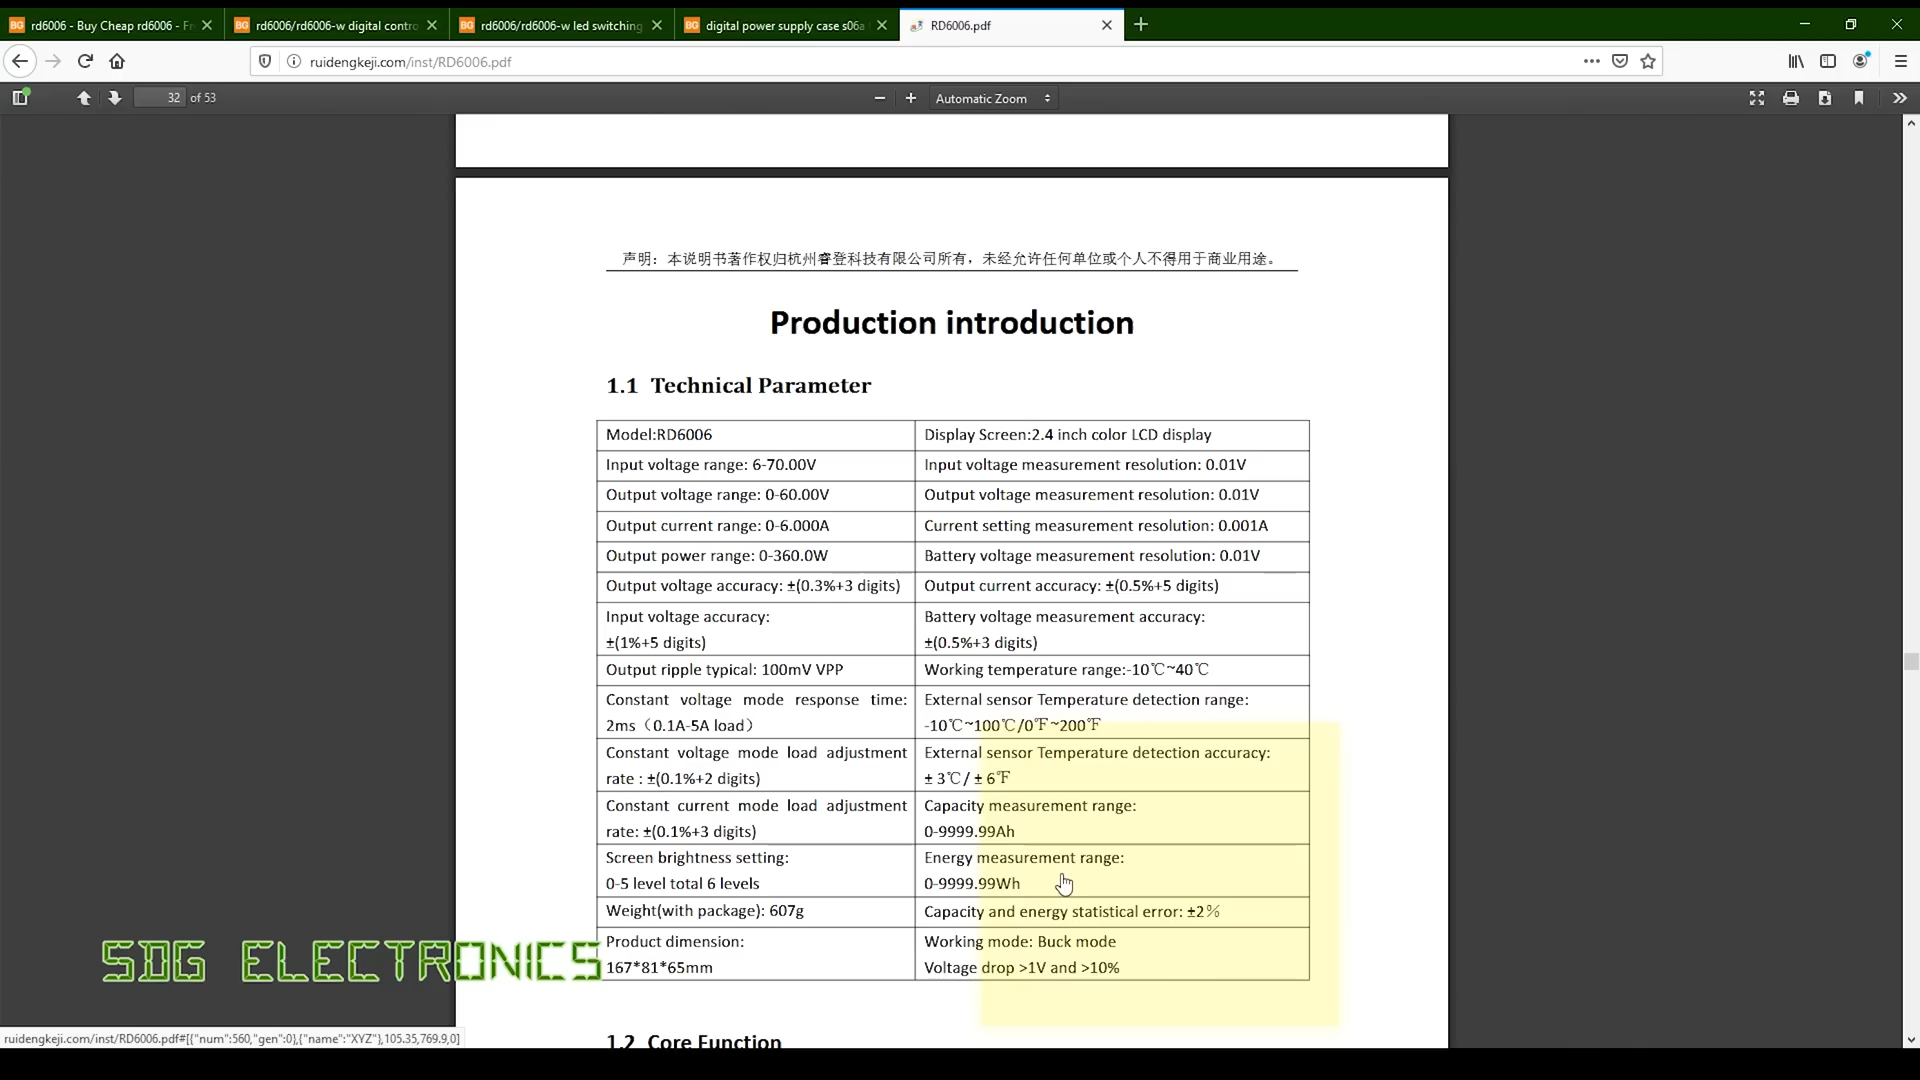 rd6006 - Buy Cheap rd6006 - Fr
rd6006/rd6006-w digital contro
rd6006/rd6006-w led switching
digital power supply case s06a
RD6006.pdf
ruidengkeji.com/inst/RD6006.pdf
32 of 53
Automatic Zoom
声明：本说明书著作权归杭州睿登科技有限公司所有，未经允许任何单位或个人不得用于商业用途。
Production introduction
1.1 Technical Parameter
Model:RD6006
Display Screen:2.4 inch color LCD display
Input voltage range: 6-70.00V
Input voltage measurement resolution: 0.01V
Output voltage range: 0-60.00V
Output voltage measurement resolution: 0.01V
Output current range: 0-6.000A
Current setting measurement resolution: 0.001A
Output power range: 0-360.0W
Battery voltage measurement resolution: 0.01V
Output voltage accuracy: ±(0.3%+3 digits)
Output current accuracy: ±(0.5%+5 digits)
Input voltage accuracy:
±(1%+5 digits)
Battery voltage measurement accuracy:
±(0.5%+3 digits)
Output ripple typical: 100mV VPP
Working temperature range:-10℃~40℃
Constant voltage mode response time:
2ms（0.1A-5A load）
External sensor Temperature detection range:
-10℃~100℃/0℉~200℉
Constant voltage mode load adjustment
rate : ±(0.1%+2 digits)
External sensor Temperature detection accuracy:
± 3℃/ ± 6℉
Constant current mode load adjustment
rate: ±(0.1%+3 digits)
Capacity measurement range:
0-9999.99Ah
Screen brightness setting:
0-5 level total 6 levels
Energy measurement range:
0-9999.99Wh
Weight(with package): 607g
Capacity and energy statistical error: ±2%
Product dimension:
167*81*65mm
Working mode: Buck mode
Voltage drop >1V and >10%
SDG ELECTRONICS
1.2 Core Function
ruidengkeji.com/inst/RD6006.pdf#[{"num":560,"gen":0},{"name":"XYZ"},105.35,769.9,0]